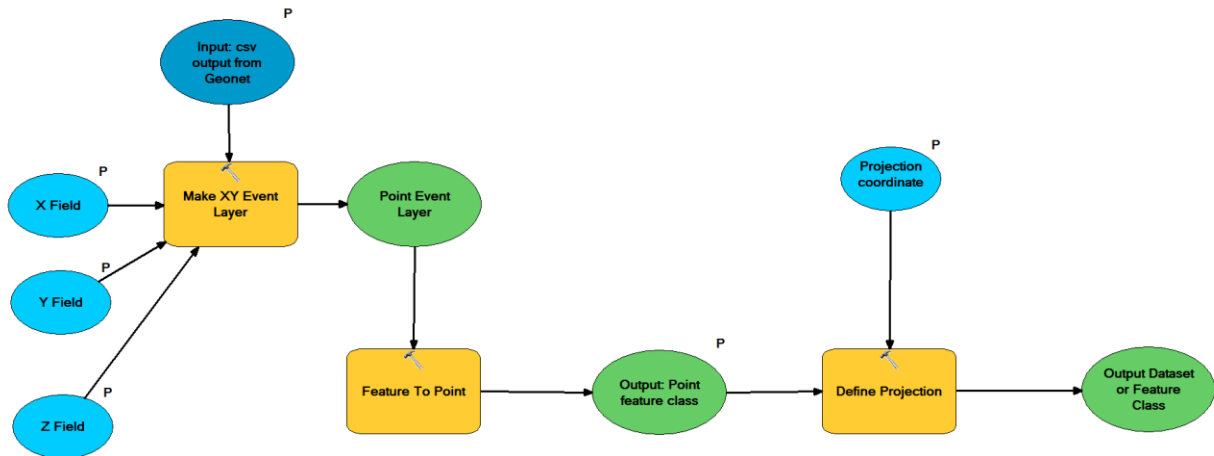 P
Input: csv
output from
Geonet
P
X Field
Make XY Event
Layer
Point Event
Layer
P
Projection
coordinate
P
Y Field
P
Z Field
Feature To Point
P
Output: Point
feature class
Define Projection
Output Dataset
or Feature
Class